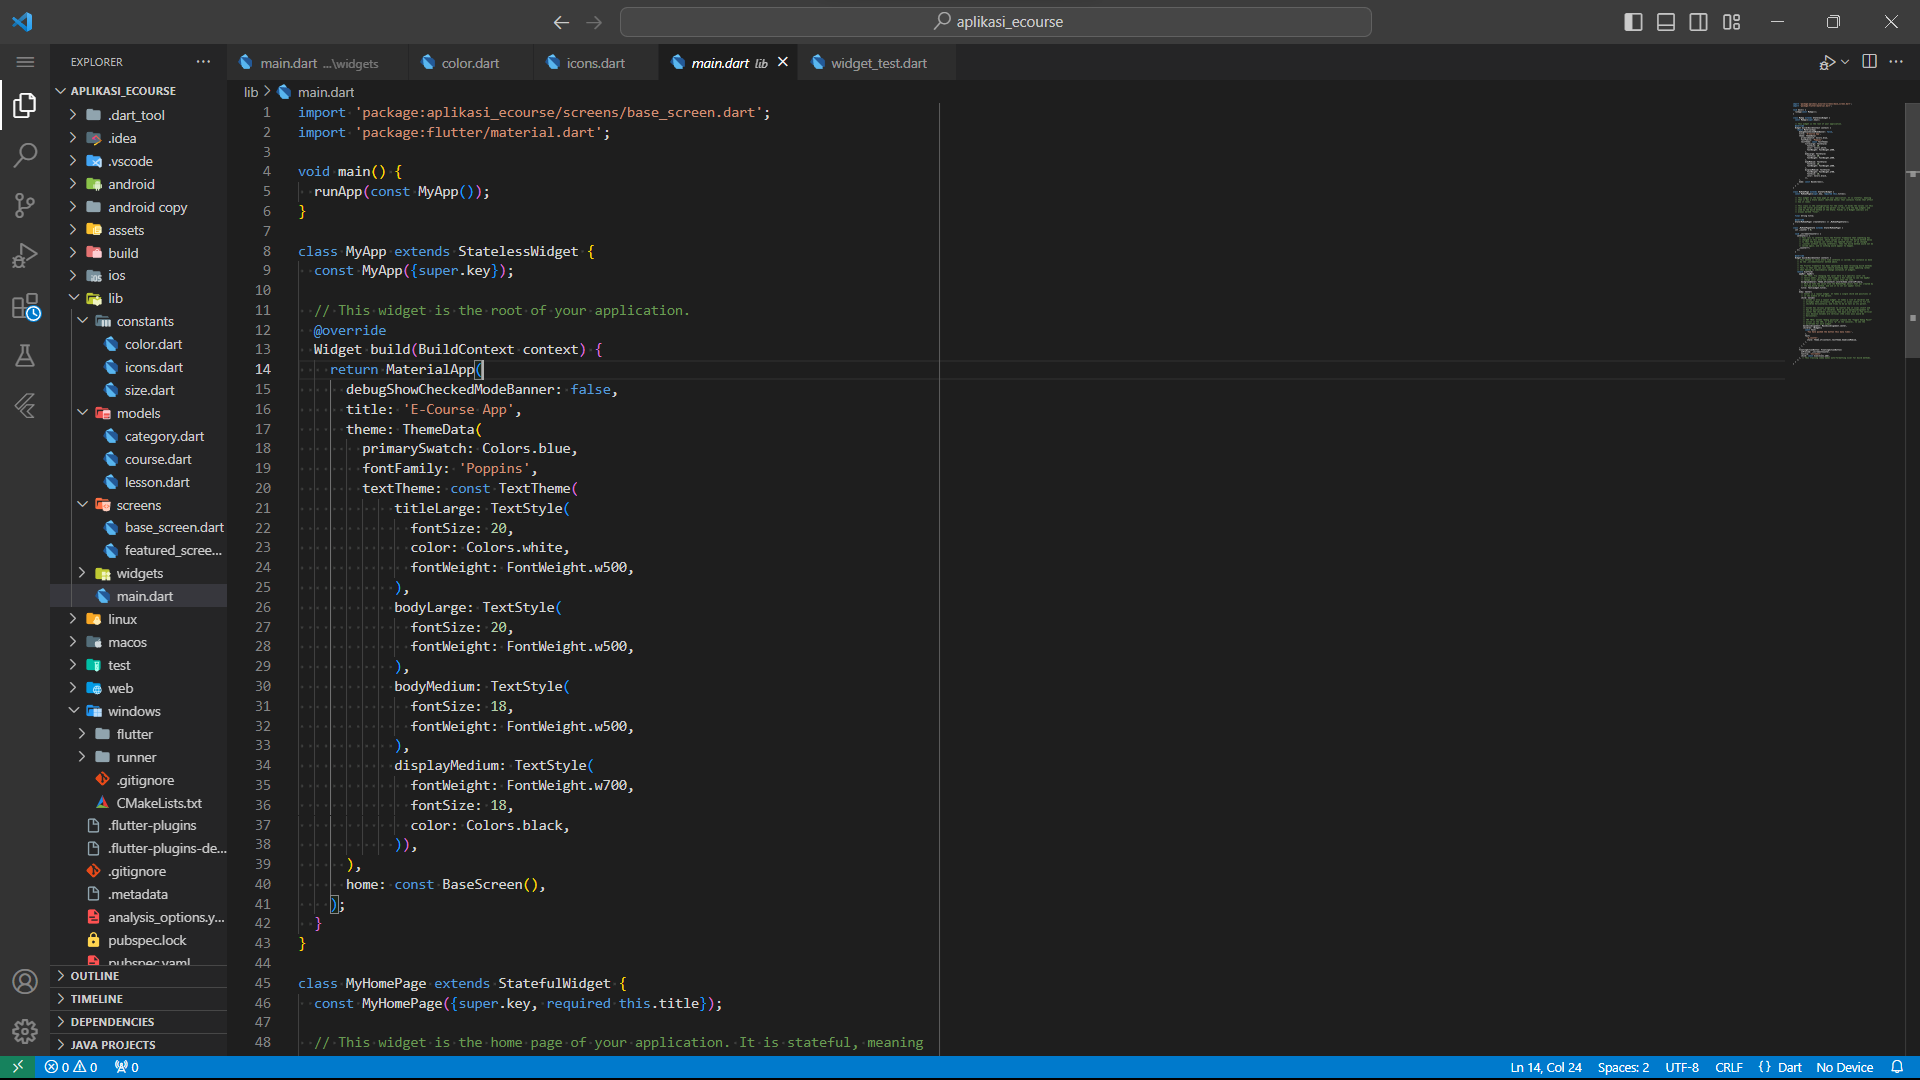 aplikasi_ecourse
EXPLORER
main.dart ...\widgets
color.dart
icons.dart
main.dart lib
widget_test.dart
lib > main.dart
APLIKASI_ECOURSE
.dart_tool
.idea
.vscode
android
android copy
assets
build
ios
lib
constants
color.dart
icons.dart
size.dart
models
category.dart
course.dart
lesson.dart
screens
base_screen.dart
featured_scree...
widgets
main.dart
linux
macos
test
web
windows
flutter
runner
.gitignore
CMakeLists.txt
.flutter-plugins
.flutter-plugins-de...
.gitignore
.metadata
analysis_options.y...
pubspec.lock
pubspec.yaml
OUTLINE
TIMELINE
DEPENDENCIES
JAVA PROJECTS
1 import 'package:aplikasi_ecourse/screens/base_screen.dart';
2 import 'package:flutter/material.dart';
3
4 void main() {
5 runApp(const MyApp());
6 }
7
8 class MyApp extends StatelessWidget {
9 const MyApp({super.key});
10
11 // This widget is the root of your application.
12 @override
13 Widget build(BuildContext context) {
14 return MaterialApp(
15 debugShowCheckedModeBanner: false,
16 title: 'E-Course App',
17 theme: ThemeData(
18 primarySwatch: Colors.blue,
19 fontFamily: 'Poppins',
20 textTheme: const TextTheme(
21 titleLarge: TextStyle(
22 fontSize: 20,
23 color: Colors.white,
24 fontWeight: FontWeight.w500,
25 ),
26 bodyLarge: TextStyle(
27 fontSize: 20,
28 fontWeight: FontWeight.w500,
29 ),
30 bodyMedium: TextStyle(
31 fontSize: 18,
32 fontWeight: FontWeight.w500,
33 ),
34 displayMedium: TextStyle(
35 fontWeight: FontWeight.w700,
36 fontSize: 18,
37 color: Colors.black,
38 )),
39 ),
40 home: const BaseScreen(),
41 );
42 }
43 }
44
45 class MyHomePage extends StatefulWidget {
46 const MyHomePage({super.key, required this.title});
47
48 // This widget is the home page of your application. It is stateful, meaning
0 0 0
Ln 14, Col 24
Spaces: 2
UTF-8
CRLF
{ } Dart
No Device